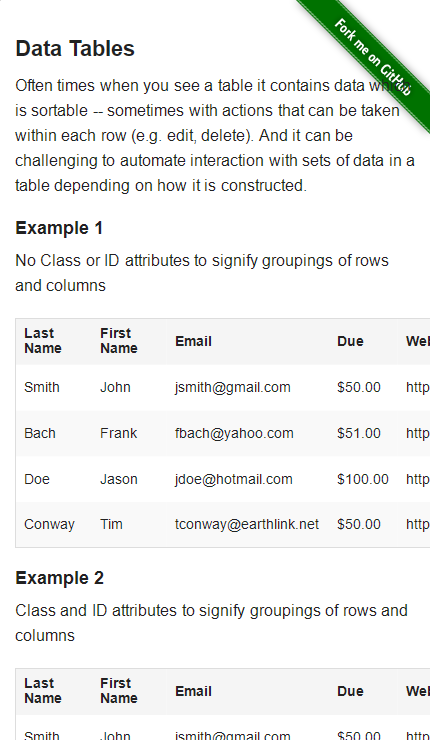 Fork me on GitHub
Data Tables
Often times when you see a table it contains data which
is sortable -- sometimes with actions that can be taken
within each row (e.g. edit, delete). And it can be
challenging to automate interaction with sets of data in a
table depending on how it is constructed.
Example 1
No Class or ID attributes to signify groupings of rows
and columns
Last Name First Name Email Due
Smith John jsmith@gmail.com $50.00 http
Bach Frank fbach@yahoo.com $51.00 http
Doe Jason jdoe@hotmail.com $100.00 http
Conway Tim tconway@earthlink.net $50.00 http
Example 2
Class and ID attributes to signify groupings of rows and
columns
Last Name First Name Email Due
Smith John jsmith@gmail.com $50.00 http